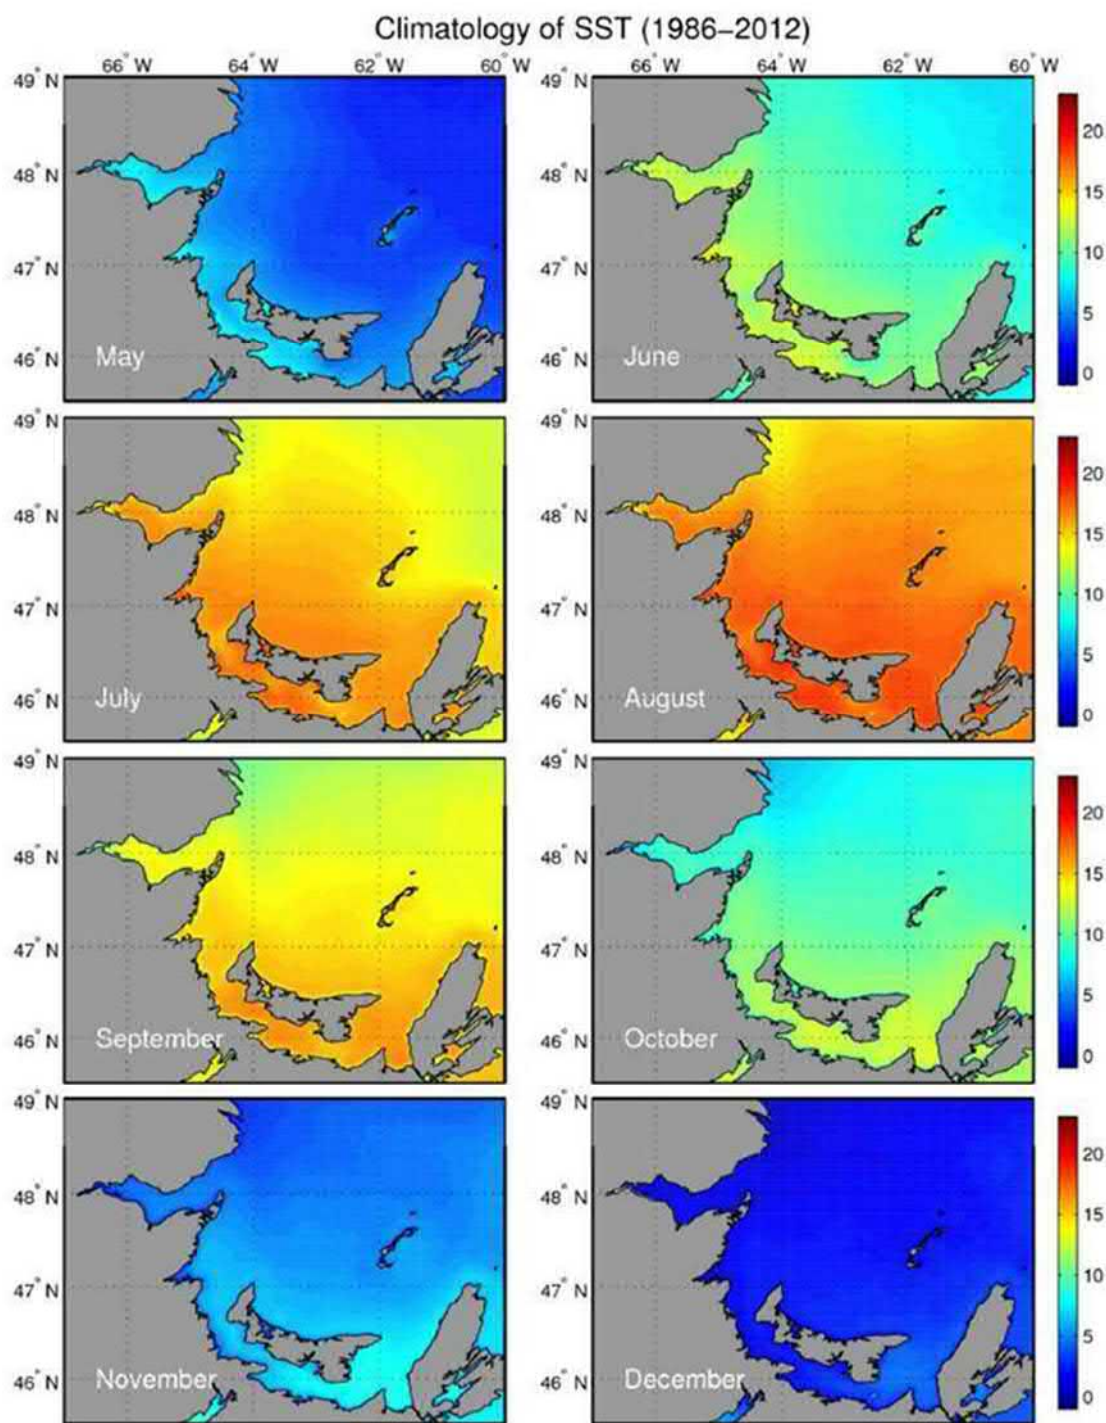 Climatology of SST (1986–2012)
66° W 64° W 62° W 60° W 66° W 64° W 62° W 60° W
49° N 49° N
20
48° N 48° N
15
47° N 47° N
10
5
46° N May 46° N June
0
49° N 49° N
20
48° N 48° N
15
47° N 47° N
10
5
46° N July 46° N August
0
49° N 49° N
20
48° N 48° N
15
47° N 47° N
10
5
46° N September 46° N October
0
49° N 49° N
20
48° N 48° N
15
47° N 47° N
10
5
46° N November 46° N December
0